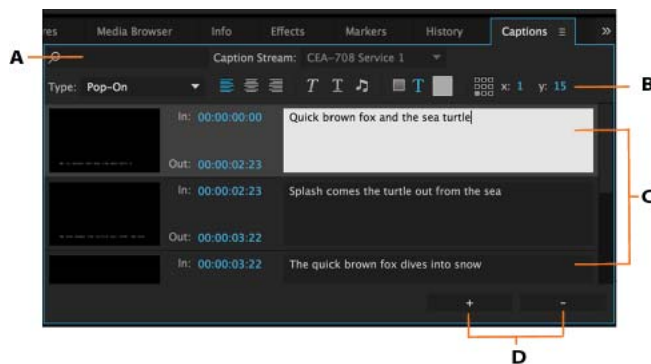 res Media Browser Info Effects Markers History Captions
A Caption Stream: CEA-708 Service 1
Type: Pop-On T T T x: 1 y: 15 B
In: 00:00:00:00 Quick brown fox and the sea turtle
Out: 00:00:02:23
C
In: 00:00:02:23 Splash comes the turtle out from the sea
Out: 00:00:03:22
In: 00:00:03:22 The quick brown fox dives into snow
+ -
D